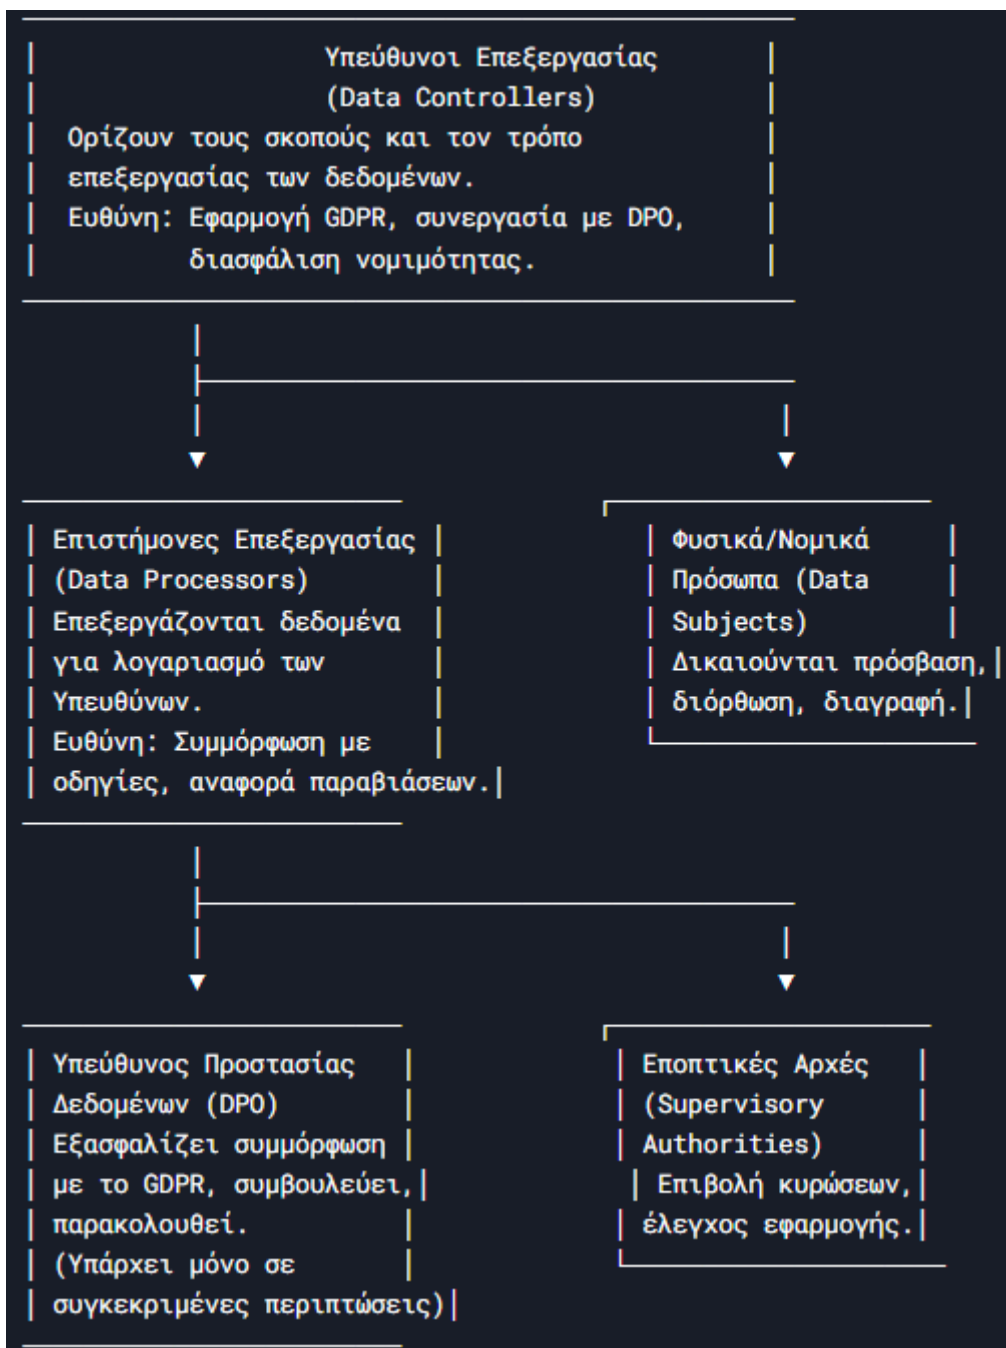 Υπεύθυνοι Επεξεργασίας
(Data Controllers)
Ορίζουν τους σκοπούς και τον τρόπο
επεξεργασίας των δεδομένων.
Ευθύνη: Εφαρμογή GDPR, συνεργασία με DPO,
διασφάλιση νομιμότητας.
Επιστήμονες Επεξεργασίας
(Data Processors)
Επεξεργάζονται δεδομένα
για λογαριασμό των
Υπευθύνων.
Ευθύνη: Συμμόρφωση με
οδηγίες, αναφορά παραβιάσεων.
Φυσικά/Νομικά
Πρόσωπα (Data
Subjects)
Δικαιούνται πρόσβαση,
διόρθωση, διαγραφή.
Υπεύθυνος Προστασίας
Δεδομένων (DPO)
Εξασφαλίζει συμμόρφωση
με το GDPR, συμβουλεύει,
παρακολουθεί.
(Υπάρχει μόνο σε
συγκεκριμένες περιπτώσεις)
Εποπτικές Αρχές
(Supervisory
Authorities)
Επιβολή κυρώσεων,
έλεγχος εφαρμογής.